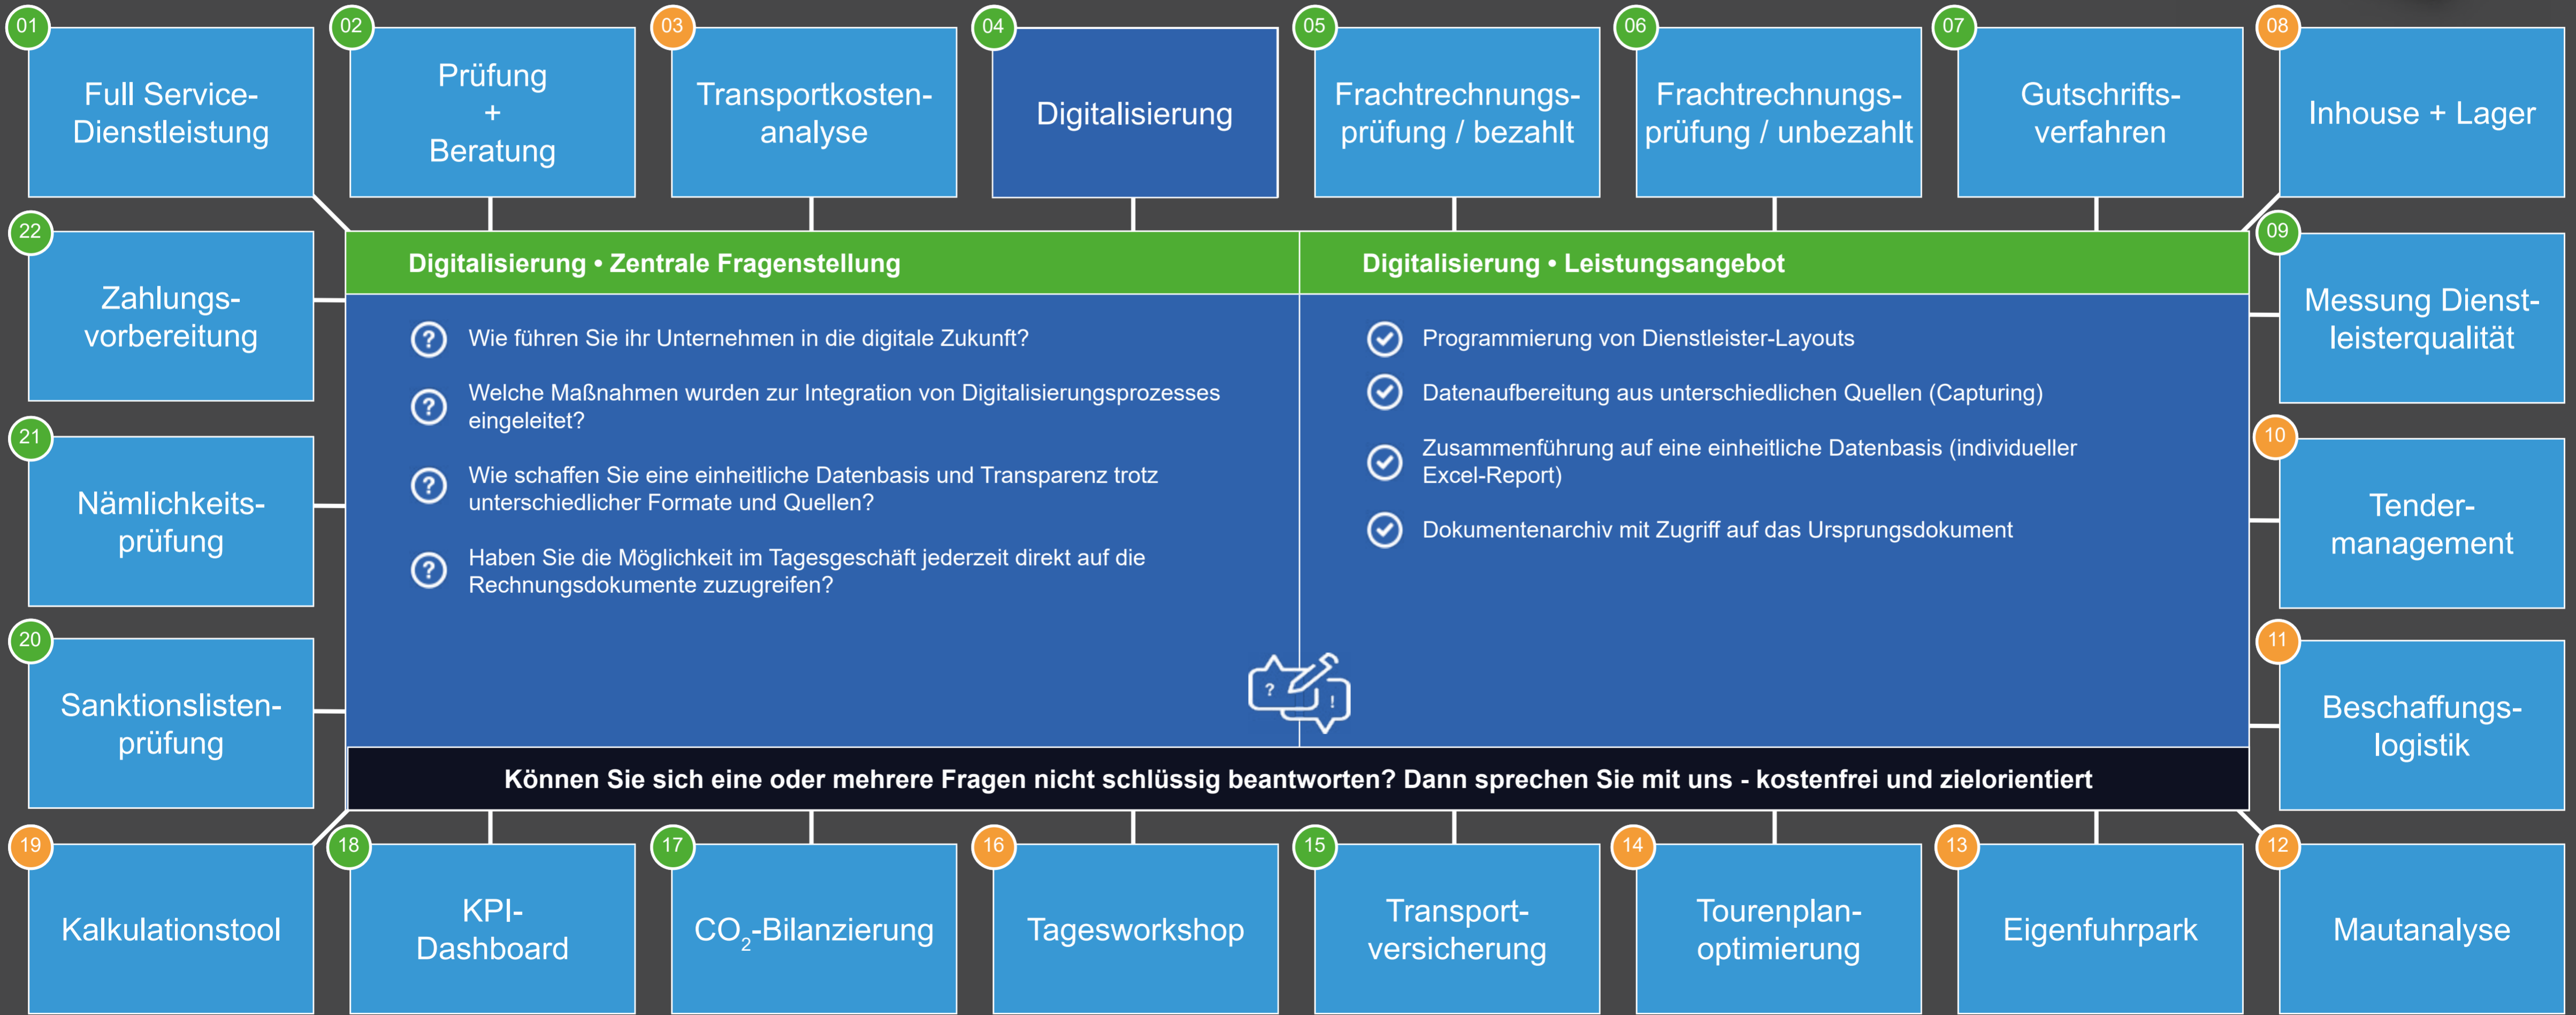 01
Full Service-
Dienstleistung
02
Prüfung
+
Beratung
03
Transportkosten-
analyse
04
Digitalisierung
05
Frachtrechnungs-
prüfung / bezahlt
06
Frachtrechnungs-
prüfung / unbezahlt
07
Gutschrifts-
verfahren
08
Inhouse + Lager
22
Zahlungs-
vorbereitung
21
Nämlichkeits-
prüfung
20
Sanktionslisten-
prüfung
Digitalisierung • Zentrale Fragenstellung
Wie führen Sie ihr Unternehmen in die digitale Zukunft?
Welche Maßnahmen wurden zur Integration von Digitalisierungsprozesses
eingeleitet?
Wie schaffen Sie eine einheitliche Datenbasis und Transparenz trotz
unterschiedlicher Formate und Quellen?
Haben Sie die Möglichkeit im Tagesgeschäft jederzeit direkt auf die
Rechnungsdokumente zuzugreifen?
Digitalisierung • Leistungsangebot
Programmierung von Dienstleister-Layouts
Datenaufbereitung aus unterschiedlichen Quellen (Capturing)
Zusammenführung auf eine einheitliche Datenbasis (individueller
Excel-Report)
Dokumentenarchiv mit Zugriff auf das Ursprungsdokument
Können Sie sich eine oder mehrere Fragen nicht schlüssig beantworten? Dann sprechen Sie mit uns - kostenfrei und zielorientiert
09
Messung Dienst-
leisterqualität
10
Tender-
management
11
Beschaffungs-
logistik
19
Kalkulationstool
18
KPI-
Dashboard
17
CO₂-Bilanzierung
16
Tagesworkshop
15
Transport-
versicherung
14
Tourenplan-
optimierung
13
Eigenfuhrpark
12
Mautanalyse